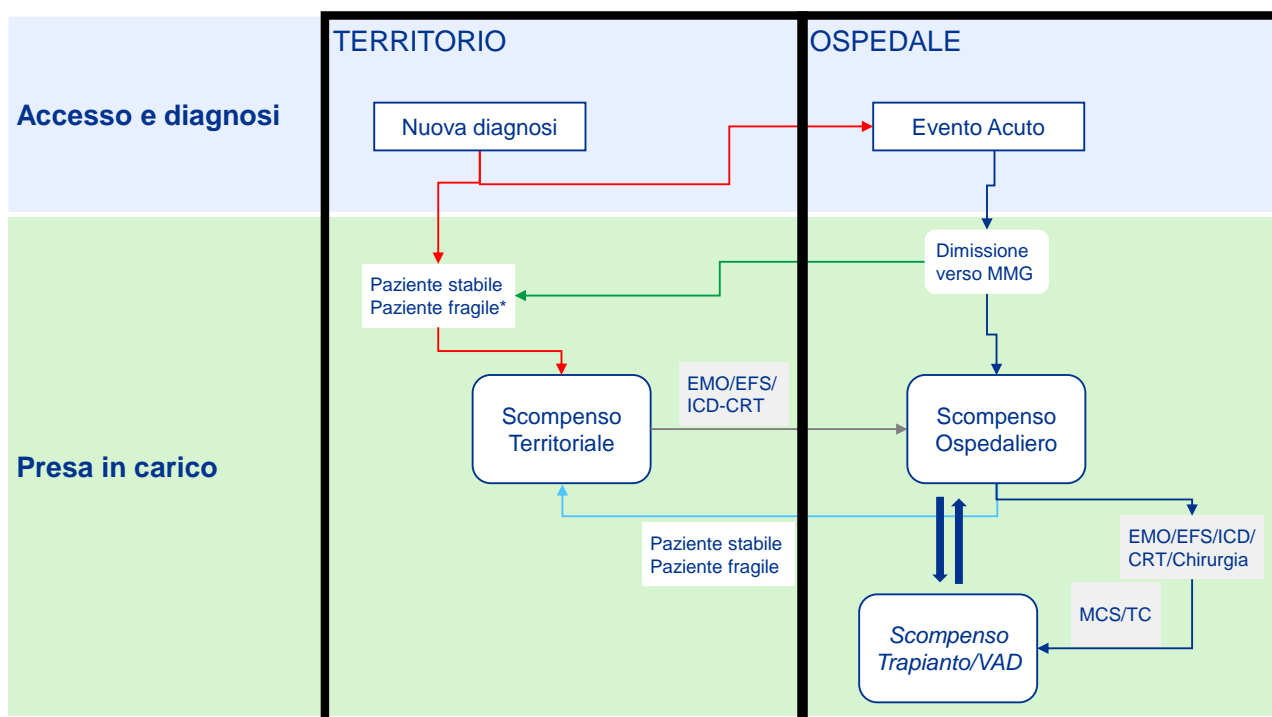 TERRITORIO
OSPEDALE
Accesso e diagnosi
Nuova diagnosi
Evento Acuto
Dimissione
verso MMG
Paziente stabile
Paziente fragile*
EMO/EFS/
ICD-CRT
Scompenso
Territoriale
Scompenso
Ospedaliero
Presa in carico
Paziente stabile
Paziente fragile
EMO/EFS/ICD/
CRT/Chirurgia
MCS/TC
Scompenso
Trapianto/VAD